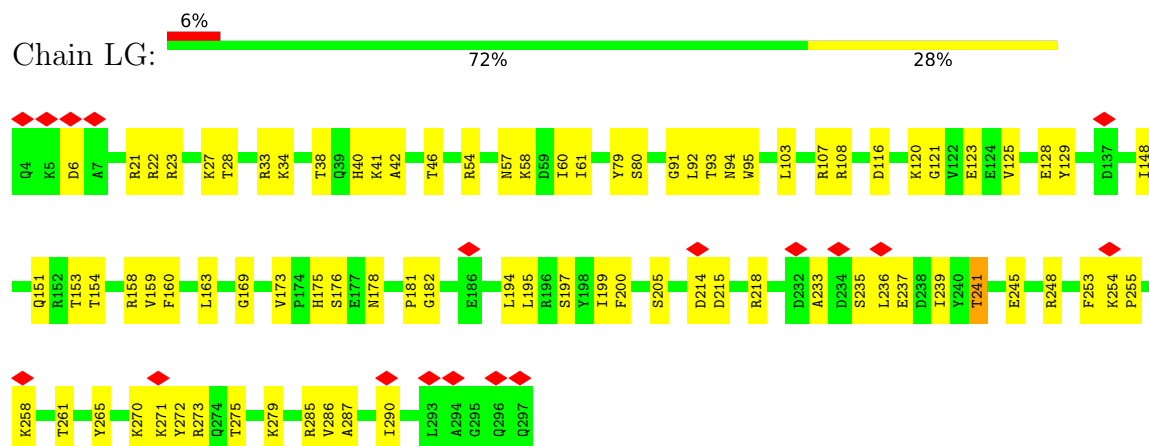 6%
Chain LG:
72% 28%
Q4 K5 D6 A7 R21 R22 R23 K27 T28 R33 K34 T38 Q39 H40 K41 A42 T46 R54 N57 K58 D59 I60 I61 Y79 S80 G91 L92 T93 N94 W95 L103 R107 R108 D116 K120 G121 V122 E123 E124 V125 E128 Y129 D137 I148
Q151 R152 T153 T154 R158 V159 F160 L163 G169 V173 P174 H175 S176 E177 N178 P181 G182 E186 L194 L195 R196 S197 Y198 I199 F200 S205 D214 D215 R218 D232 A233 D234 S235 L236 E237 D238 I239 Y240 T241 E245 R248 F253 K254 P255
K258 T261 Y265 K270 K271 Y272 R273 Q274 T275 K279 R285 V286 A287 I290 L293 A294 G295 Q296 Q297